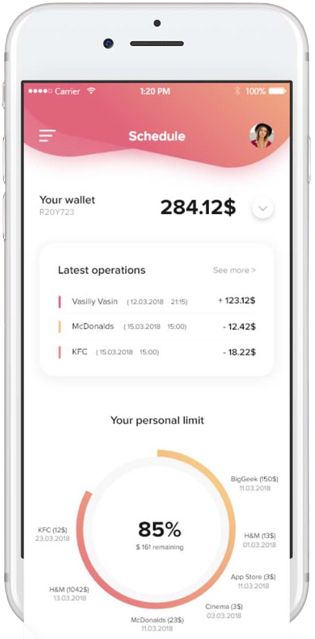 Carrier 1:20 PM 100%
Schedule
Your wallet 284.12$
R20Y723
Latest operations See more >
Vasiliy Vasin (12.03.2018 21:15) + 123.12$
McDonalds (15.03.2018 15:00) - 12.42$
KFC (15.03.2018 15:00) - 18.22$
Your personal limit
BigGeek (150$)
11.03.2018
85%
$ 161 remaining
KFC (12$)
23.03.2018
H&M (13$)
01.03.2018
App Store (3$)
11.03.2018
H&M (1042$)
13.03.2018
Cinema (3$)
03.03.2018
McDonalds (23$)
11.03.2018